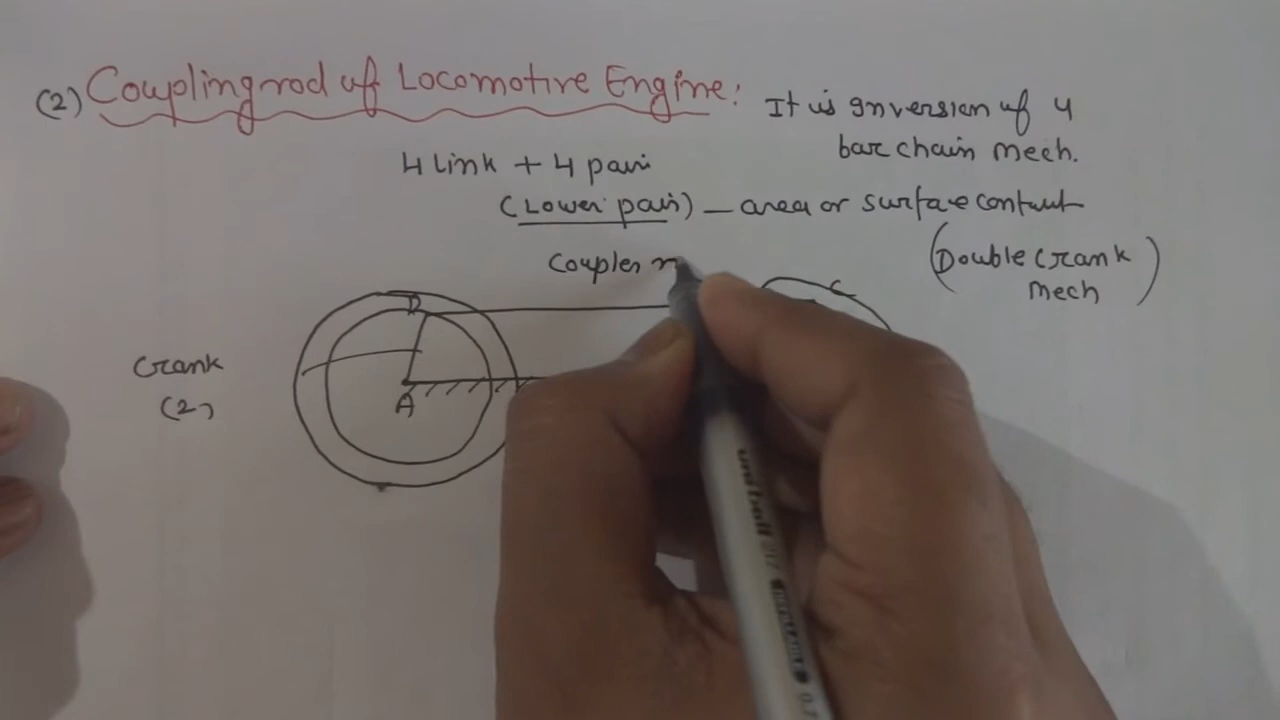 (2) Coupling rod of Locomotive Engine:
It is Inversion of 4
bar chain mech.
4 Link + 4 pair
(Lower pair) — area or surface contact
Coupler r
(Double crank
mech)
D
C
Crank
(2)
A
uniball